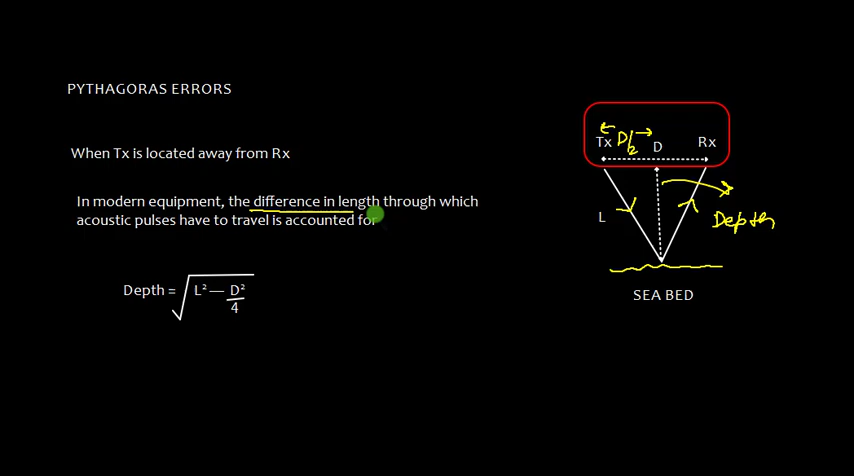 PYTHAGORAS ERRORS
When Tx is located away from Rx
In modern equipment, the difference in length through which
acoustic pulses have to travel is accounted for
Depth = √ L² — D²
4
D/2
Tx
D
Rx
L
Depth
SEA BED